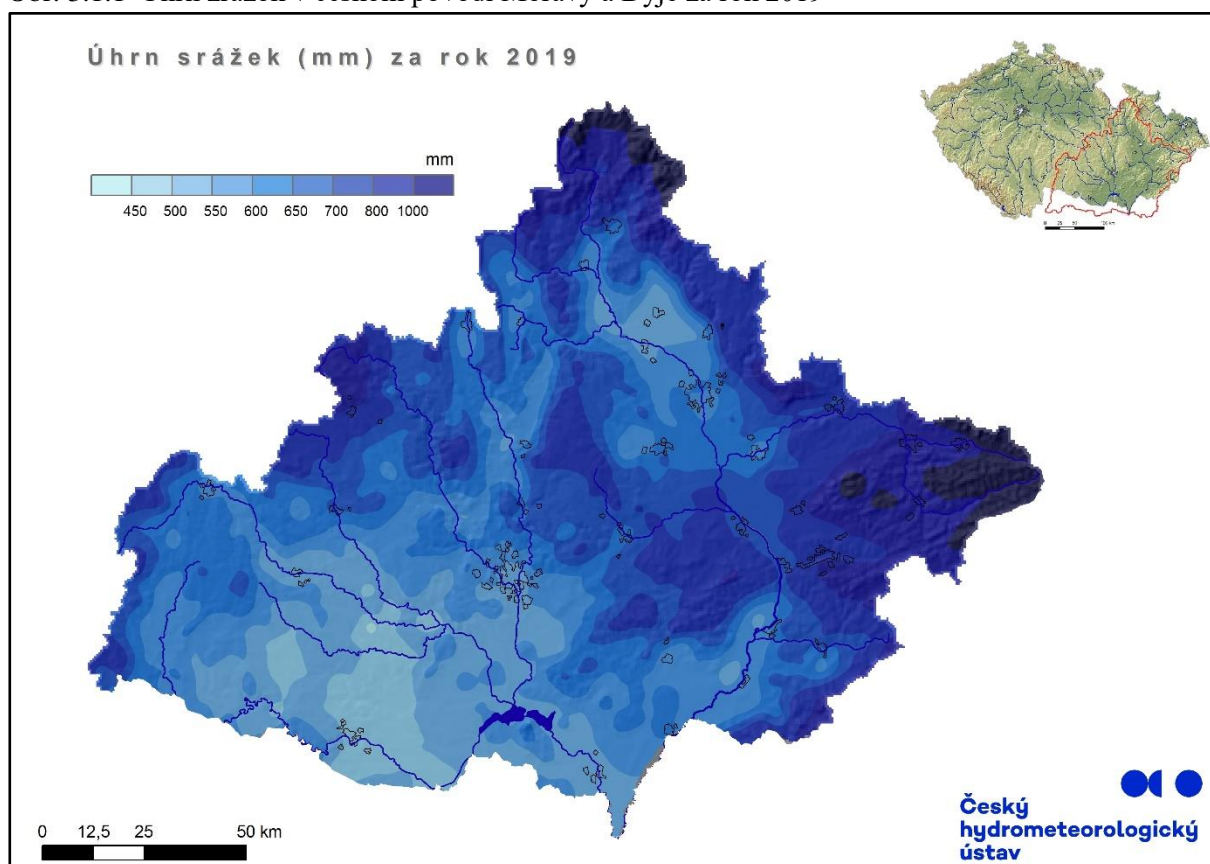 Úhrn srážek (mm) za rok 2019
mm
450 500 550 600 650 700 800 1000
0 12,5 25 50 km
Český
hydrometeorologický
ústav